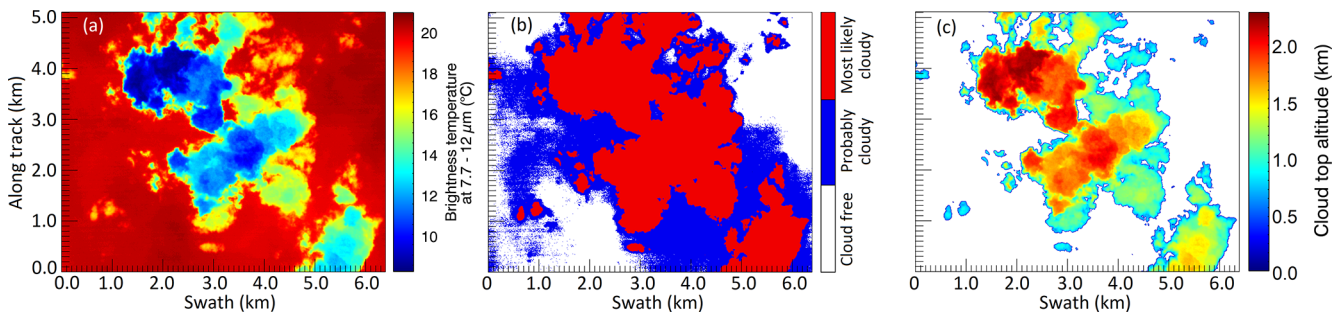 (a)
5.0
4.0
3.0
2.0
1.0
0.0
Along track (km)
0.0 1.0 2.0 3.0 4.0 5.0 6.0
Swath (km)
20
18
16
14
12
10
Brightness temperature
at 7.7 - 12 µm (°C)
(b)
0.0 1.0 2.0 3.0 4.0 5.0 6.0
Swath (km)
Most likely
cloudy
Probably
cloudy
Cloud free
(c)
0.0 1.0 2.0 3.0 4.0 5.0 6.0
Swath (km)
2.0
1.5
1.0
0.5
0.0
Cloud top altitude (km)